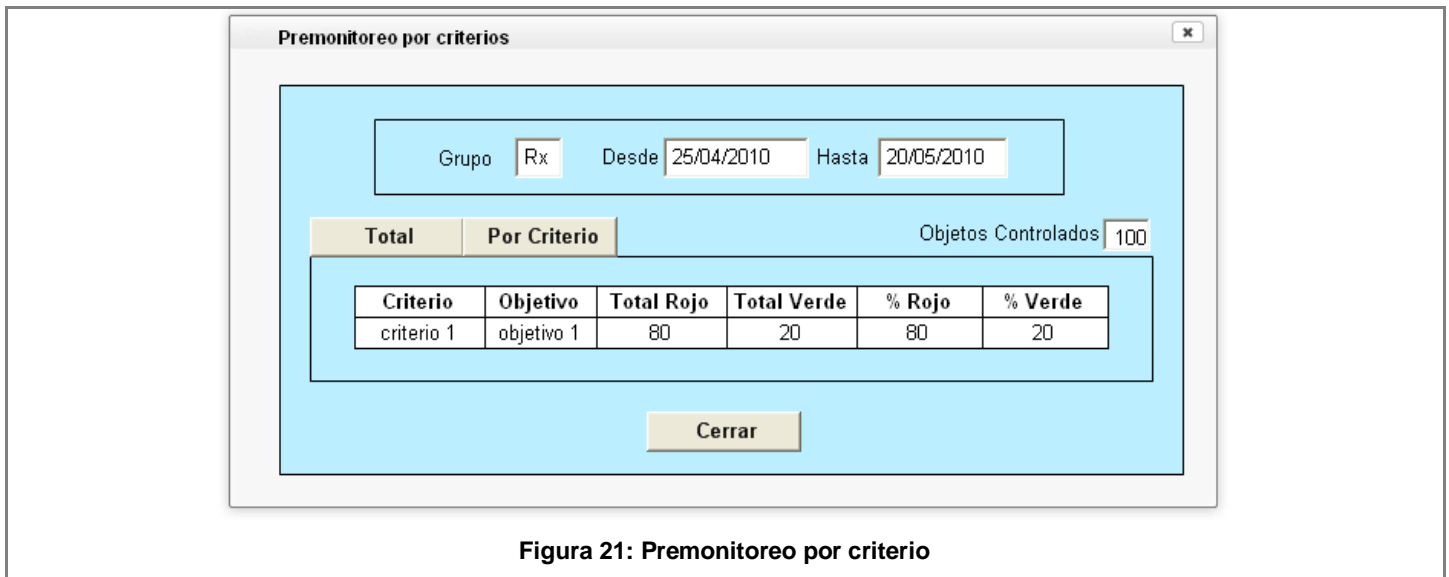 Premonitoreo por criterios
Grupo Rx Desde 25/04/2010 Hasta 20/05/2010
Total Por Criterio Objetos Controlados 100
Criterio Objetivo Total Rojo Total Verde % Rojo % Verde
criterio 1 objetivo 1 80 20 80 20
Cerrar
Figura 21: Premonitoreo por criterio